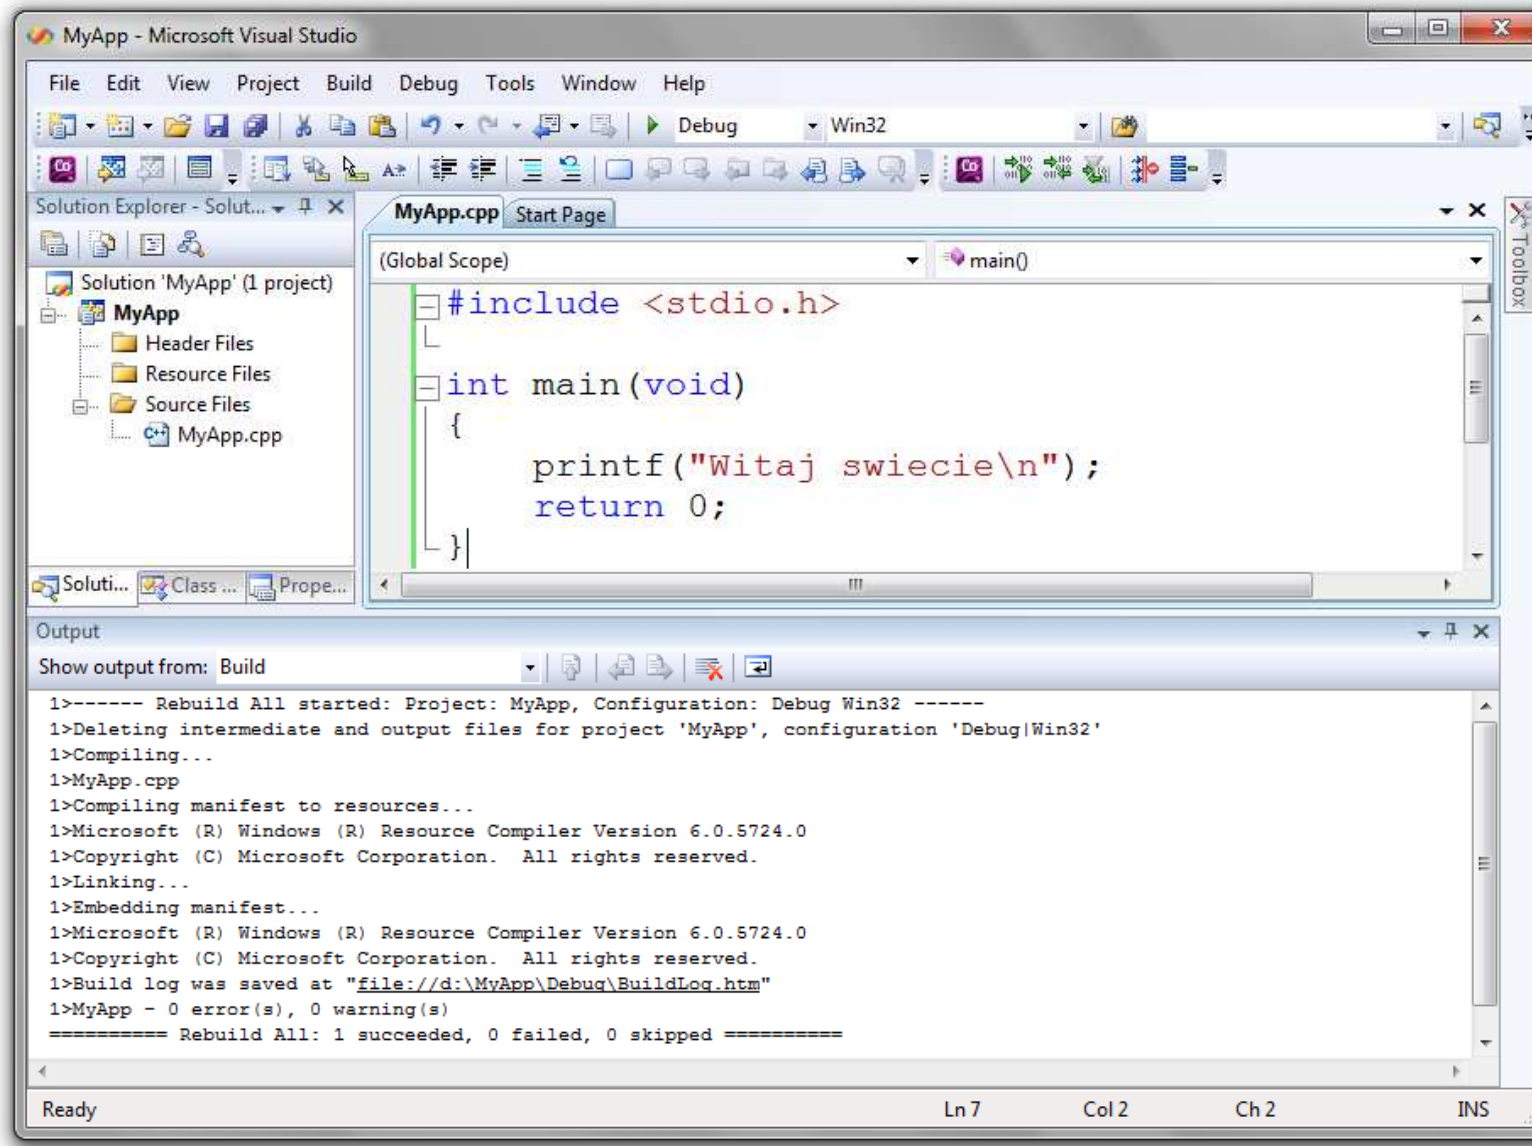 MyApp - Microsoft Visual Studio
File Edit View Project Build Debug Tools Window Help
Debug Win32
Solution Explorer - Solut...
MyApp.cpp Start Page
Toolbox
(Global Scope) main()
Solution 'MyApp' (1 project)
MyApp
Header Files
Resource Files
Source Files
MyApp.cpp
Soluti... Class ... Prope...
#include <stdio.h>
int main(void)
{
printf("Witaj swiecie\n");
return 0;
}
Output
Show output from: Build
1>------ Rebuild All started: Project: MyApp, Configuration: Debug Win32 ------
1>Deleting intermediate and output files for project 'MyApp', configuration 'Debug|Win32'
1>Compiling...
1>MyApp.cpp
1>Compiling manifest to resources...
1>Microsoft (R) Windows (R) Resource Compiler Version 6.0.5724.0
1>Copyright (C) Microsoft Corporation.  All rights reserved.
1>Linking...
1>Embedding manifest...
1>Microsoft (R) Windows (R) Resource Compiler Version 6.0.5724.0
1>Copyright (C) Microsoft Corporation.  All rights reserved.
1>Build log was saved at "file://d:\MyApp\Debug\BuildLog.htm"
1>MyApp - 0 error(s), 0 warning(s)
========== Rebuild All: 1 succeeded, 0 failed, 0 skipped ==========
Ready Ln 7 Col 2 Ch 2 INS